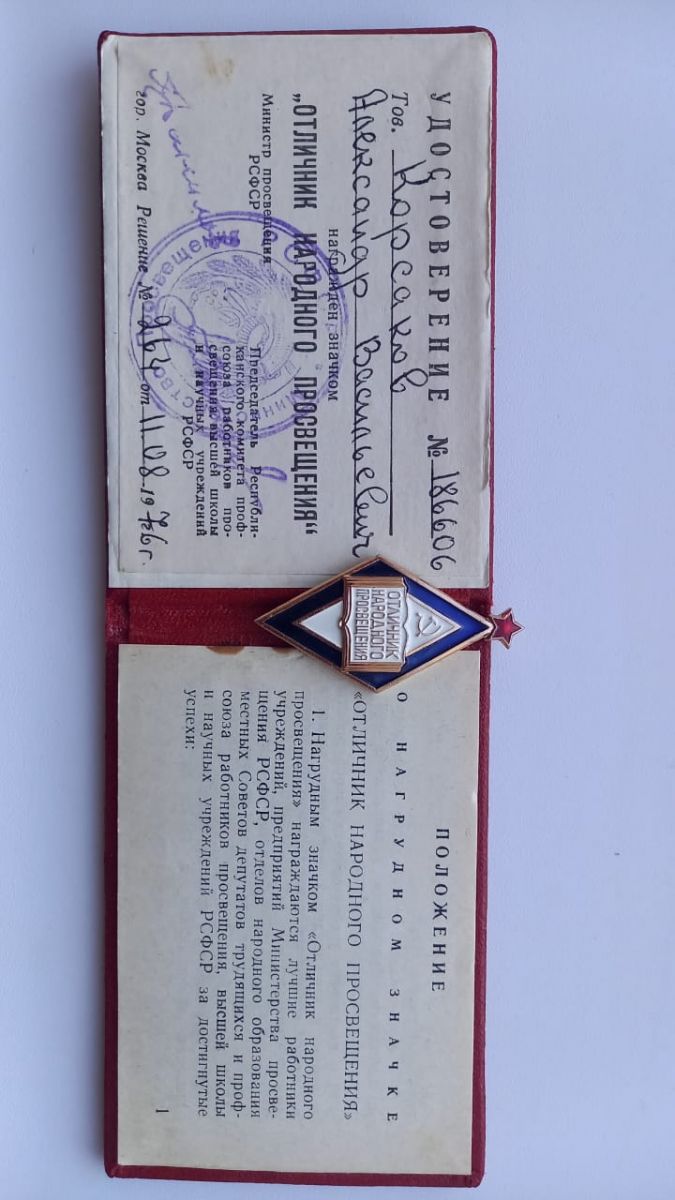 УДОСТОВЕРЕНИЕ № 186606
Тов. Корсаков
Александр Васильевич
награждён значком
„ОТЛИЧНИК НАРОДНОГО ПРОСВЕЩЕНИЯ“
Министр просвещения
РСФСР
Председатель Республи-
канского комитета проф-
союза работников про-
свещения, высшей школы
и научных учреждений
РСФСР
гор. Москва Решение № 264 от 11.08.1976 г.
ОТЛИЧНИК
НАРОДНОГО
ПРОСВЕЩЕНИЯ
ПОЛОЖЕНИЕ
О НАГРУДНОМ ЗНАЧКЕ
«ОТЛИЧНИК НАРОДНОГО ПРОСВЕЩЕНИЯ»
1. Нагрудным значком «Отличник народного
просвещения» награждаются лучшие работники
учреждений, предприятий Министерства просве-
щения РСФСР, отделов народного образования
местных Советов депутатов трудящихся и проф-
союза работников просвещения, высшей школы
и научных учреждений РСФСР за достигнутые
успехи:
1